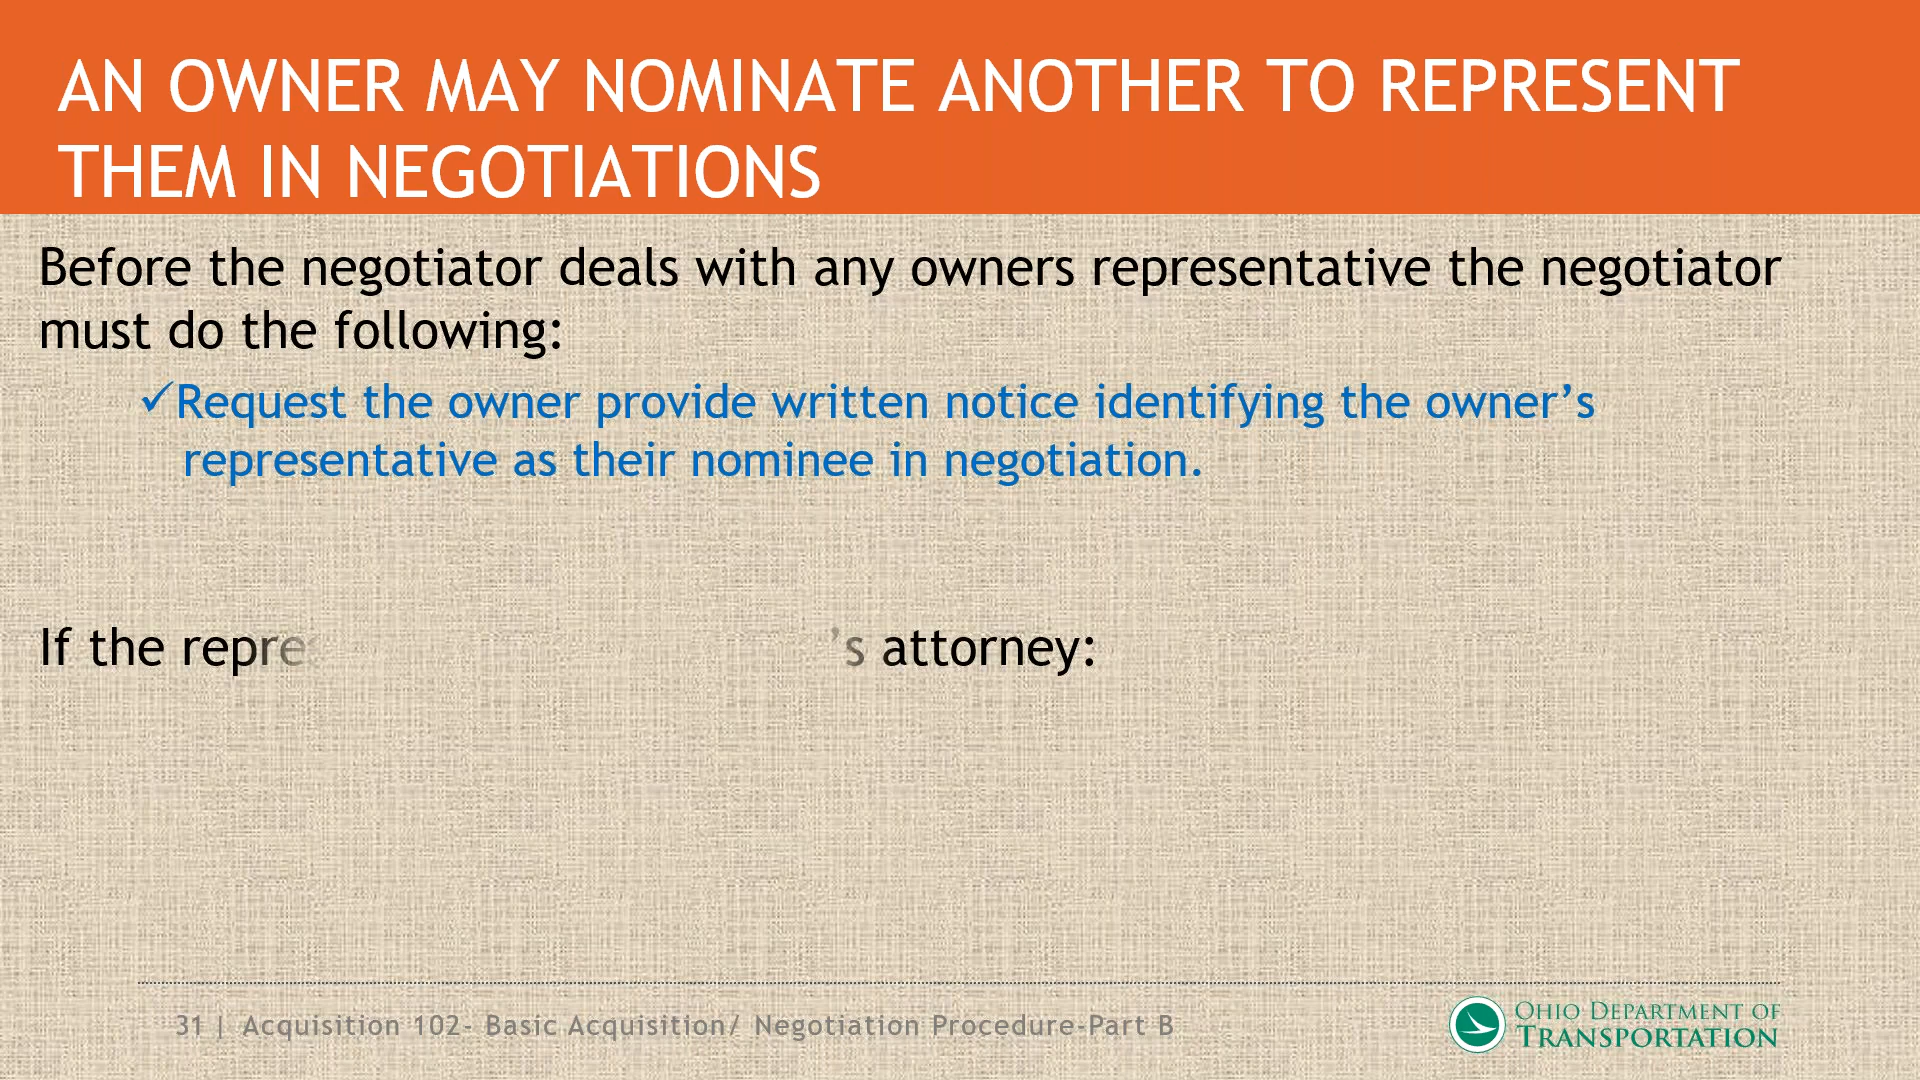 AN OWNER MAY NOMINATE ANOTHER TO REPRESENT
THEM IN NEGOTIATIONS
Before the negotiator deals with any owners representative the negotiator
must do the following:
✓Request the owner provide written notice identifying the owner’s
representative as their nominee in negotiation.
If the ’s attorney:
31 | Acquisition 102- Basic Acquisition/ Negotiation Procedure-Part B
OHIO DEPARTMENT OF
TRANSPORTATION